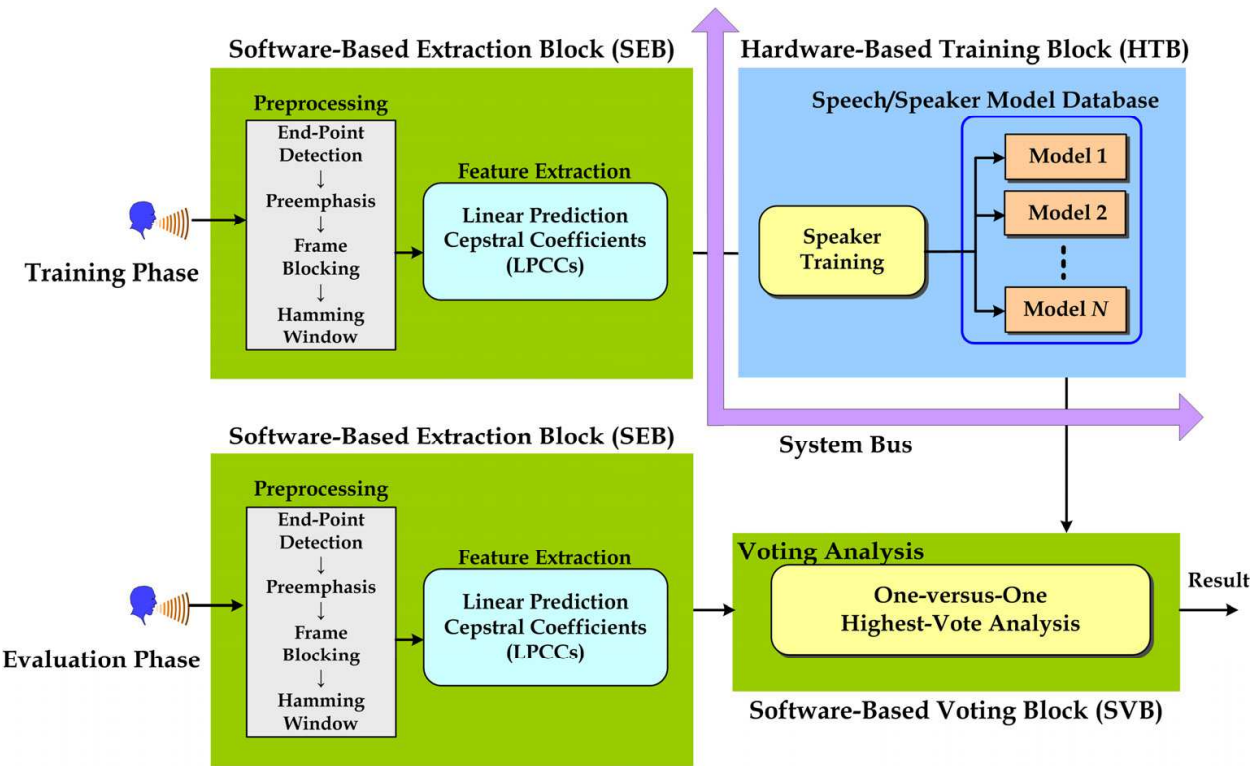 Software-Based Extraction Block (SEB)
Preprocessing
End-Point
Detection
↓
Preemphasis
↓
Frame
Blocking
↓
Hamming
Window
Feature Extraction
Linear Prediction
Cepstral Coefficients
(LPCCs)
Training Phase
Hardware-Based Training Block (HTB)
Speech/Speaker Model Database
Speaker
Training
Model 1
Model 2
Model N
System Bus
Software-Based Extraction Block (SEB)
Preprocessing
End-Point
Detection
↓
Preemphasis
↓
Frame
Blocking
↓
Hamming
Window
Feature Extraction
Linear Prediction
Cepstral Coefficients
(LPCCs)
Evaluation Phase
Voting Analysis
One-versus-One
Highest-Vote Analysis
Result
Software-Based Voting Block (SVB)